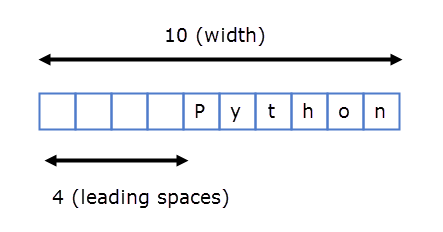 10 (width)
P y t h o n
4 (leading spaces)